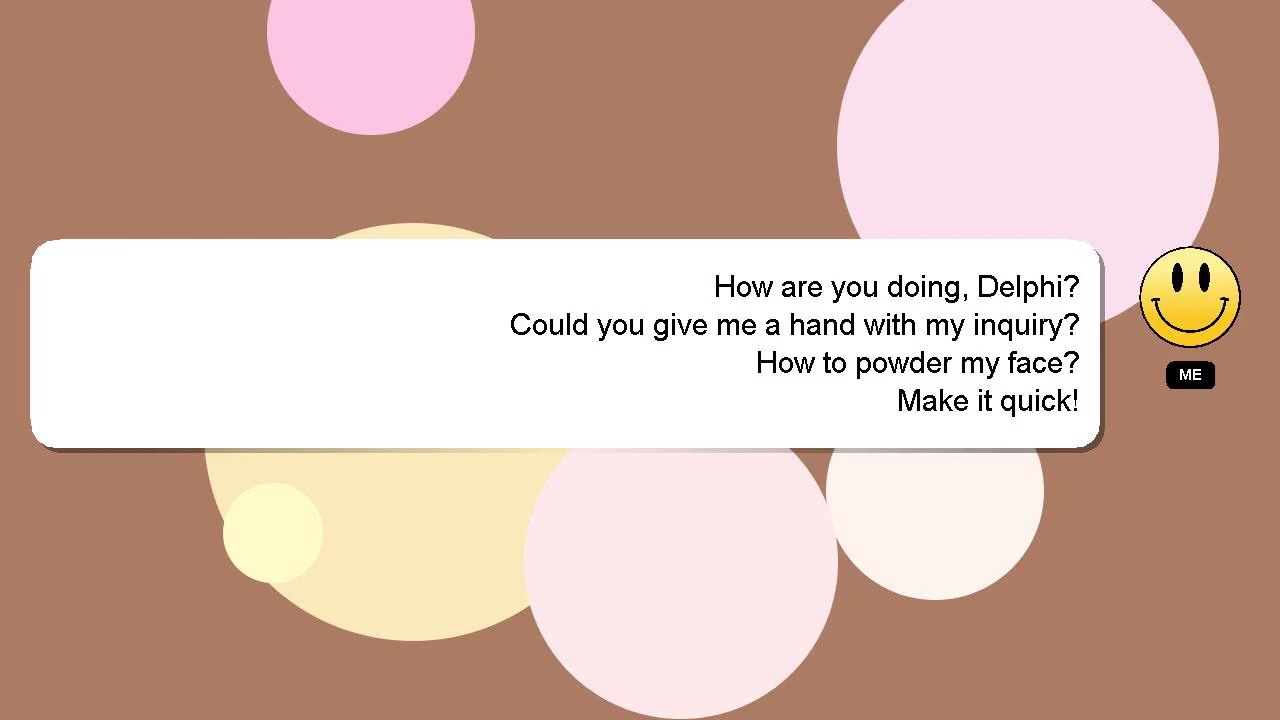 How are you doing, Delphi?
Could you give me a hand with my inquiry?
How to powder my face?
Make it quick!
ME